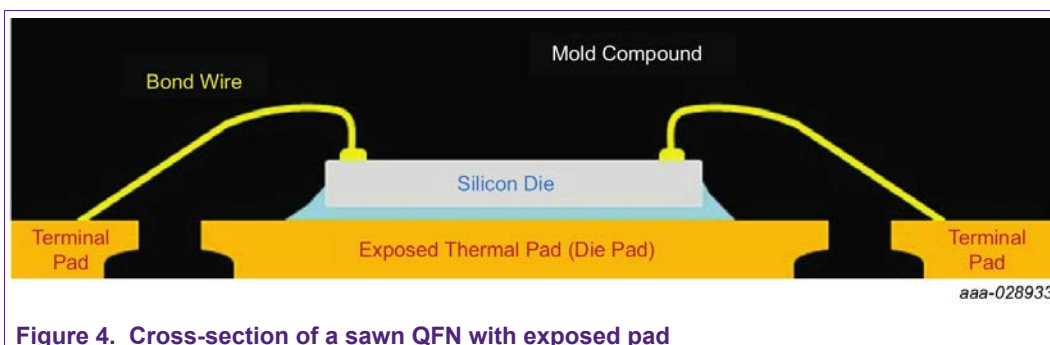 Mold Compound
Bond Wire
Silicon Die
Terminal
Pad
Exposed Thermal Pad (Die Pad)
Terminal
Pad
aaa-028933
Figure 4. Cross-section of a sawn QFN with exposed pad